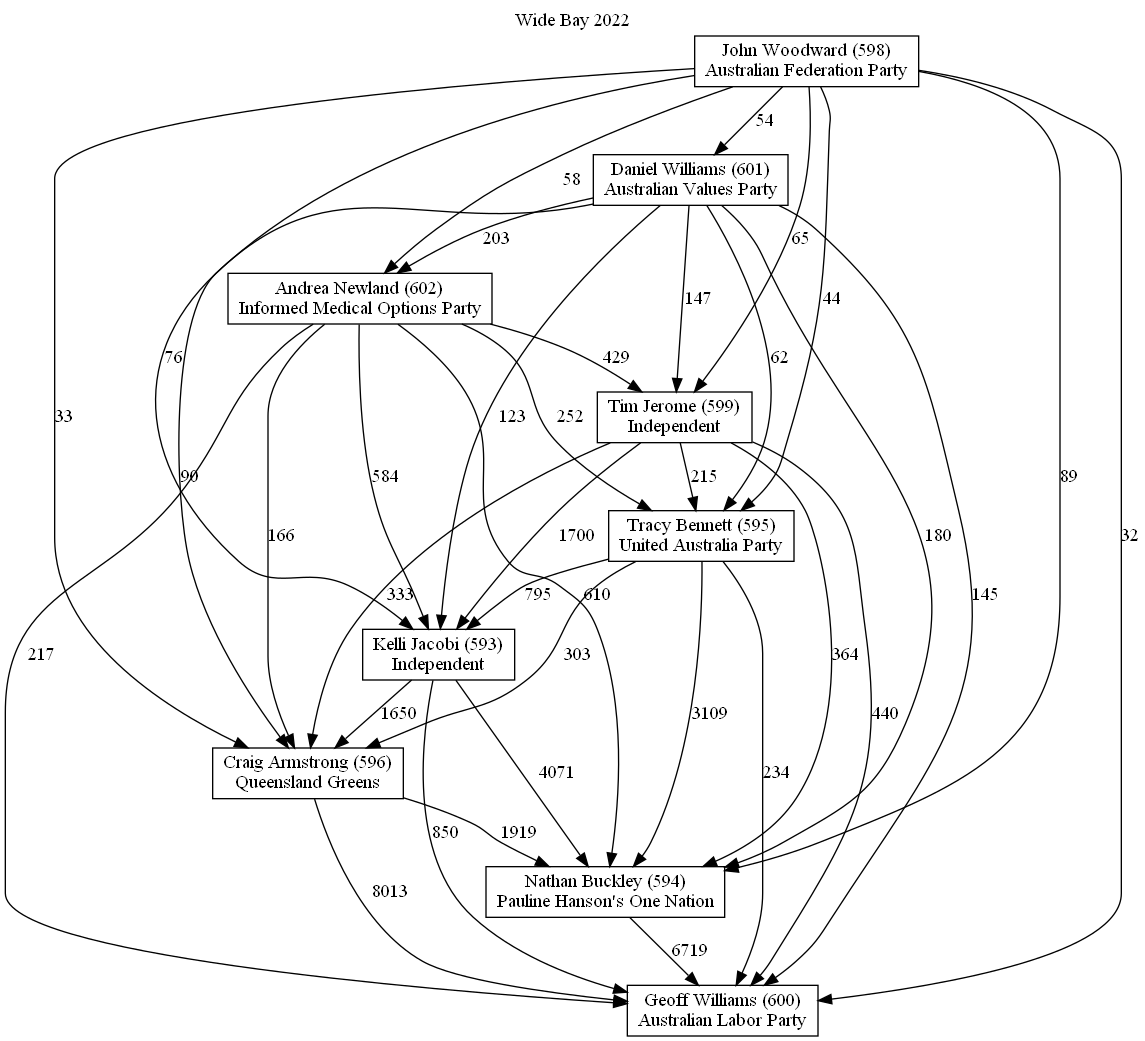 Wide Bay 2022
John Woodward (598)
Australian Federation Party
54
Daniel Williams (601)
Australian Values Party
58
203
65
Andrea Newland (602)
Informed Medical Options Party
147
44
76
429
62
Tim Jerome (599)
Independent
33
123
252
90
584
215
89
Tracy Bennett (595)
United Australia Party
166
1700
180
32
333
795
610
145
Kelli Jacobi (593)
Independent
217
303
364
1650
3109
440
Craig Armstrong (596)
Queensland Greens
4071
234
850
1919
Nathan Buckley (594)
Pauline Hanson's One Nation
8013
6719
Geoff Williams (600)
Australian Labor Party